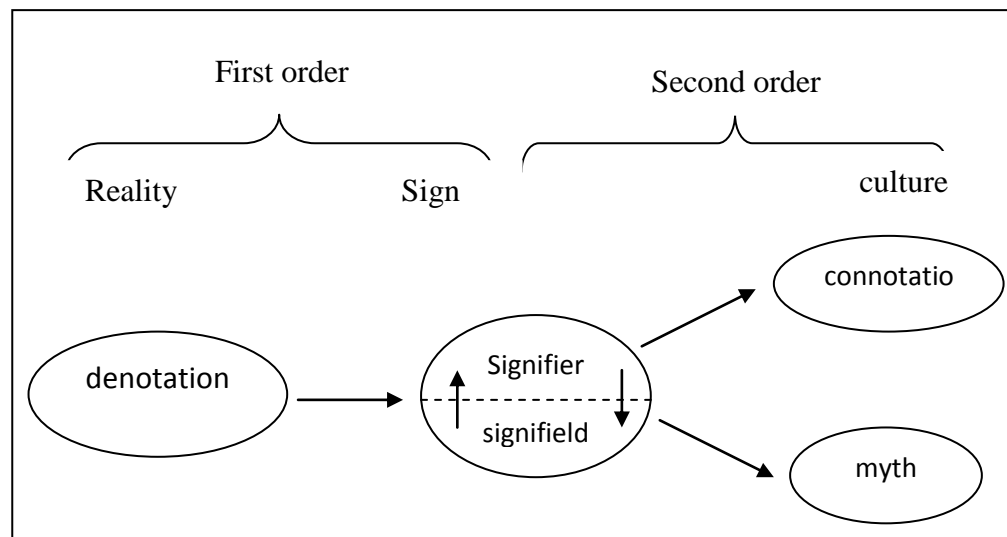 First order
Second order
Reality
Sign
culture
connotatio
denotation
Signifier
signifield
myth